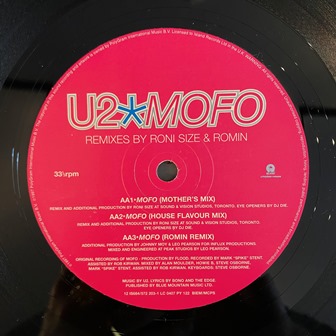 U2*MOFO
REMIXES BY RONI SIZE & ROMIN
33⅓rpm
AA1•MOFO (MOTHER'S MIX)
REMIX AND ADDITIONAL PRODUCTION BY RONI SIZE AT SOUND & VISION STUDIOS, TORONTO. EYE OPENERS BY DJ DIE.
AA2•MOFO (HOUSE FLAVOUR MIX)
REMIX AND ADDITIONAL PRODUCTION BY RONI SIZE AT SOUND & VISION STUDIOS, TORONTO. EYE OPENERS BY DJ DIE.
AA3•MOFO (ROMIN REMIX)
ADDITIONAL PRODUCTION BY JOHNNY MOY & LEO PEARSON FOR INFLUX PRODUCTIONS.
MIXED AND ENGINEERED AT PEAK STUDIOS BY LEO PEARSON.
ORIGINAL RECORDING OF MOFO - PRODUCTION BY FLOOD. RECORDED BY MARK "SPIKE" STENT.
ASSISTED BY ROB KIRWAN. MIXED BY ALAN MOULDER, HOWIE B, STEVE OSBORNE,
MARK "SPIKE" STENT. ASSISTED BY ROB KIRWAN. KEYBOARDS, STEVE OSBORNE.
MUSIC BY U2. LYRICS BY BONO AND THE EDGE.
PUBLISHED BY BLUE MOUNTAIN MUSIC LTD.